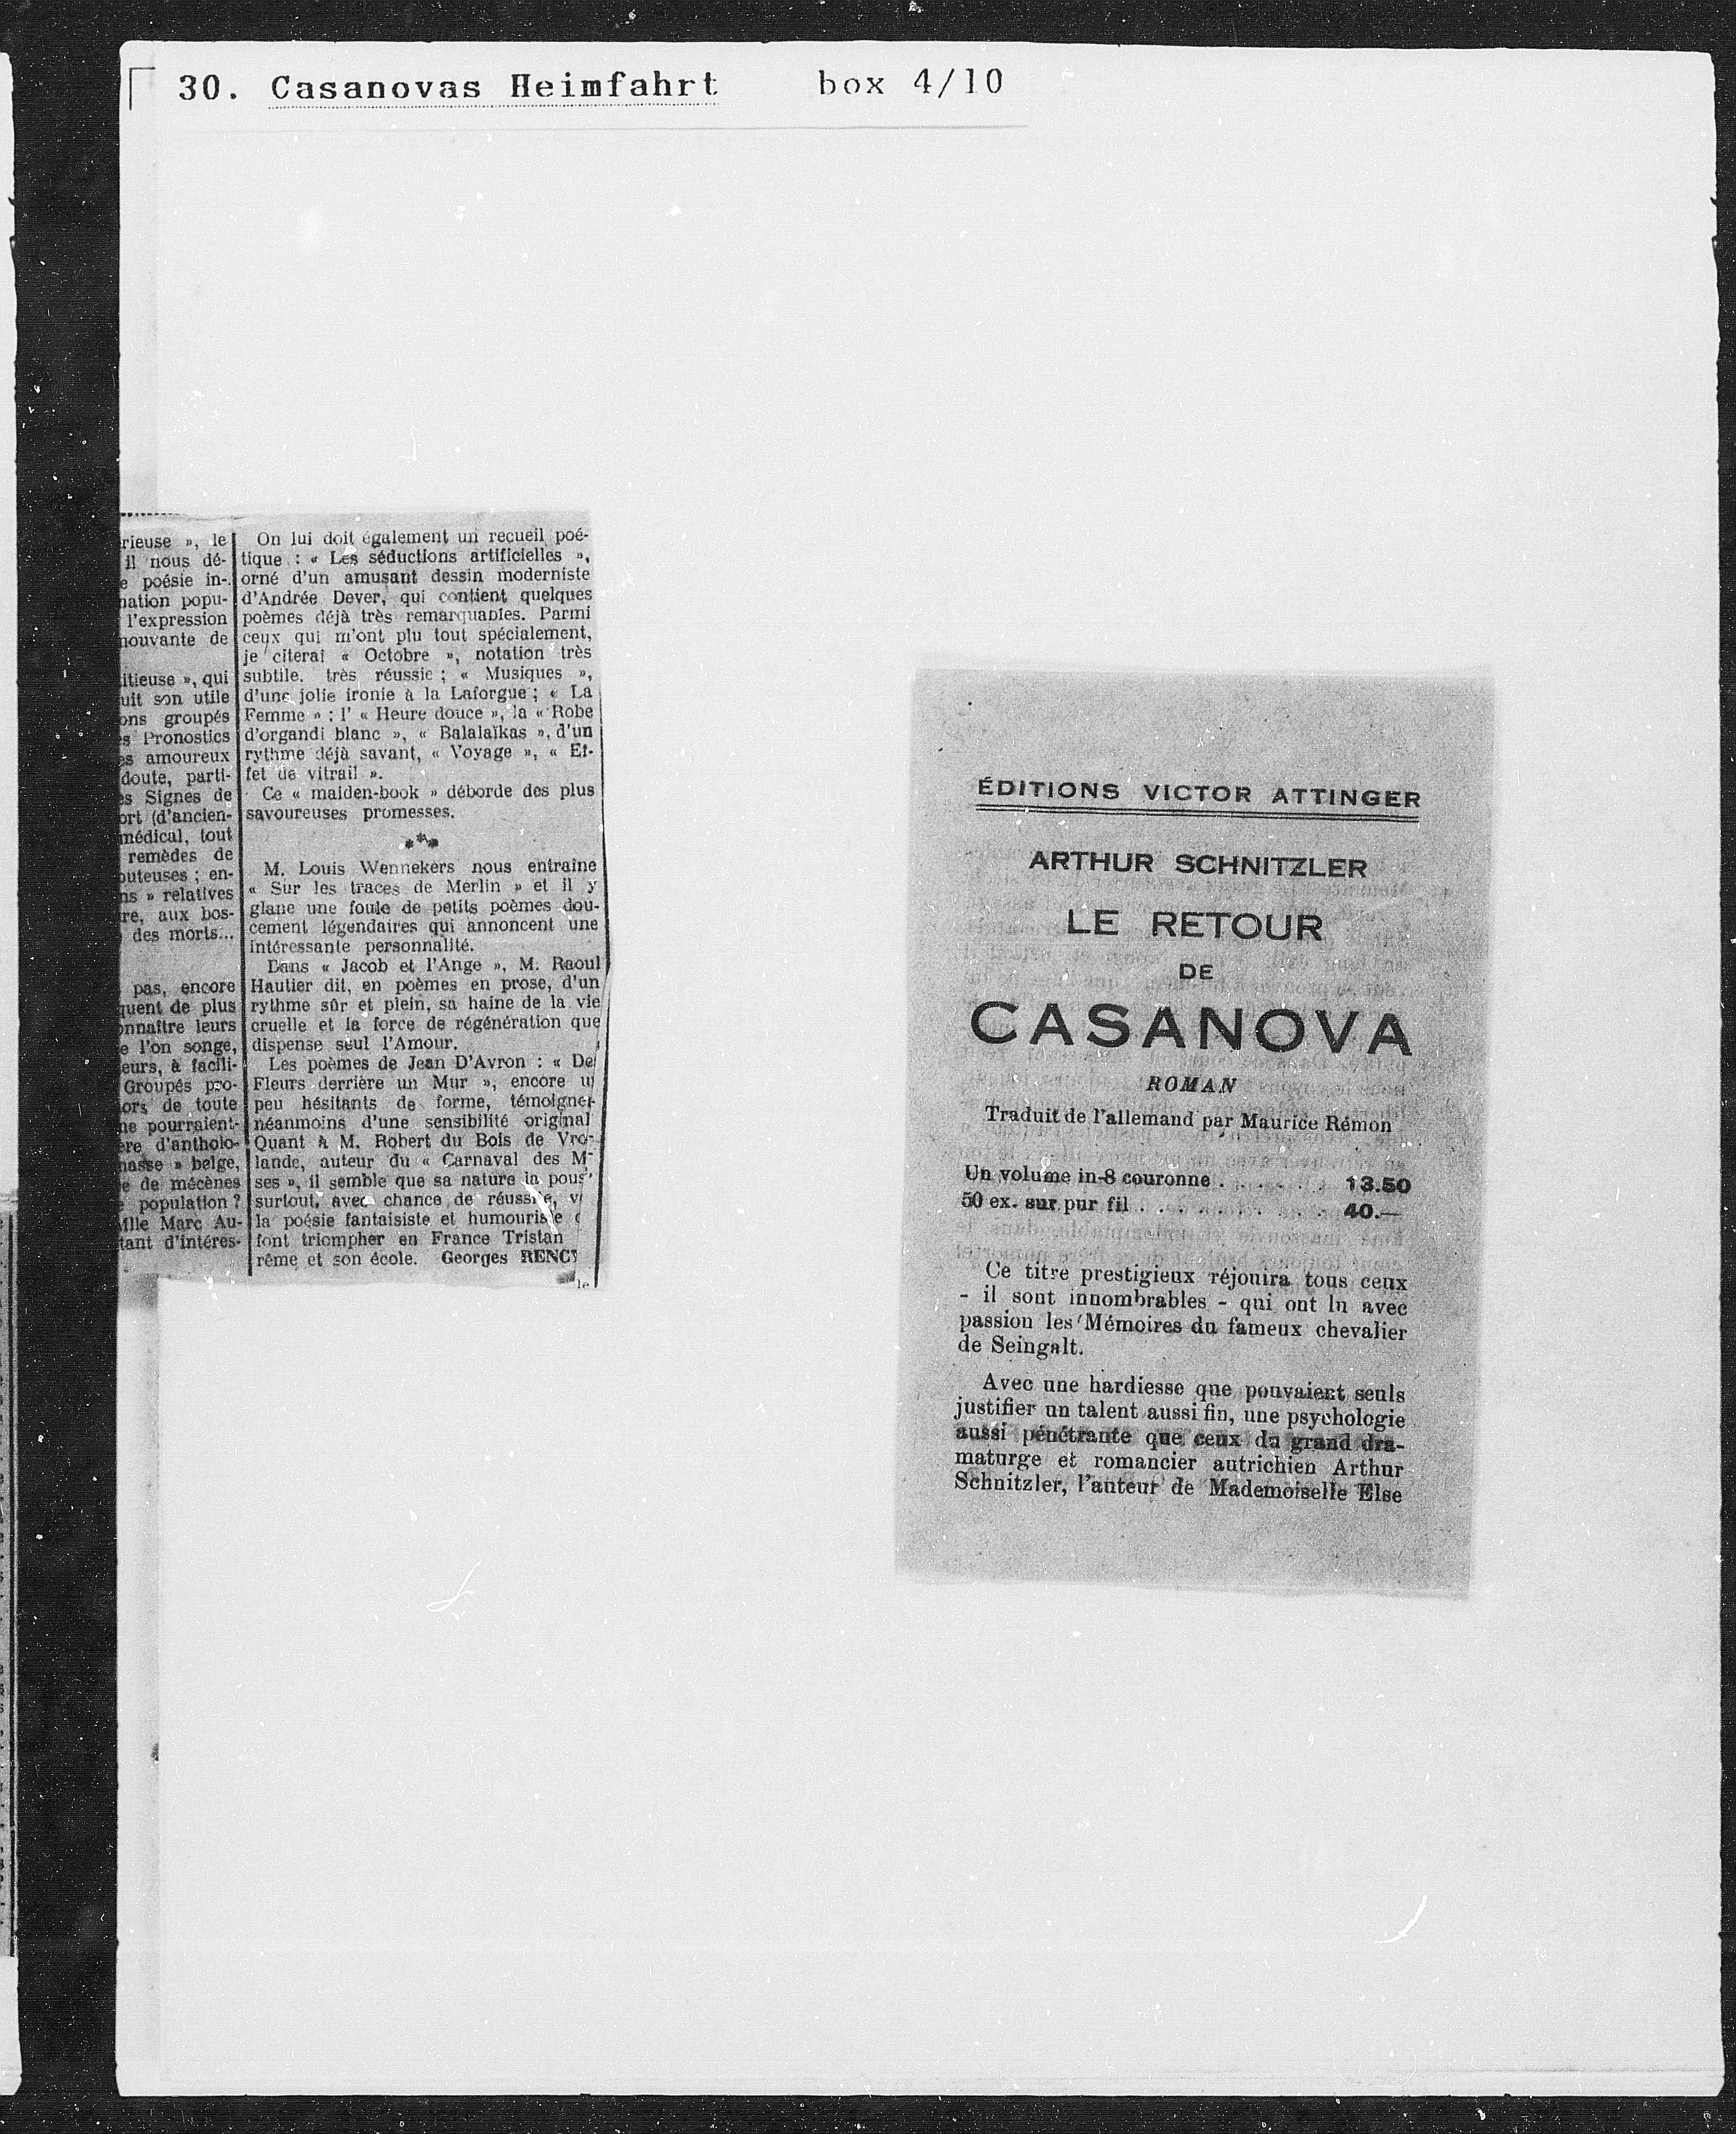 30. Casanovas Heimfahrt box 4/10
rieuse », le
il nous dé-
poésie in-
nation popu-
l'expression
nouvante de
itieuse », qui
uit son utile
ons groupés
s Pronostics
es amoureux
doute, parti-
es Signes de
ort (d'ancien-
médical, tout
remèdes de
outeuses ; en-
ns » relatives
re, aux bos-
des morts...
pas, encore
quent de plus
onnaître leurs
e l'on songe,
eurs, à facili-
Groupés pro-
ors de toute
ne pourraient-
ère d'antholo-
nasse » belge,
e de mécènes
population ?
Mlle Marc Au-
tant d'intéres-
On lui doit également un recueil poé-
tique : « Les séductions artificielles »,
orné d'un amusant dessin moderniste
d'Andrée Dever, qui contient quelques
poèmes déjà très remarquables. Parmi
ceux qui m'ont plu tout spécialement,
je citerai « Octobre », notation très
subtile, très réussie ; « Musiques »,
d'une jolie ironie à la Laforgue ; « La
Femme » ; l' « Heure douce », la « Robe
d'organdi blanc », « Balalaïkas », d'un
rythme déjà savant, « Voyage », « Ef-
fet de vitrail ».
Ce « maiden-book » déborde des plus
savoureuses promesses.
***
M. Louis Wennekers nous entraîne
« Sur les traces de Merlin » et il y
glane une foule de petits poèmes dou-
cement légendaires qui annoncent une
intéressante personnalité.
Dans « Jacob et l'Ange », M. Raoul
Hautier dit, en poèmes en prose, d'un
rythme sûr et plein, sa haine de la vie
cruelle et la force de régénération que
dispense seul l'Amour.
Les poèmes de Jean D'Avron : « De
Fleurs derrière un Mur », encore u
peu hésitants de forme, témoigner
néanmoins d'une sensibilité original
Quant à M. Robert du Bois de Vro-
lande, auteur du « Carnaval des M
ses », il semble que sa nature la pous
surtout, avec chance de réussite, v
la poésie fantaisiste et humouriste
font triompher en France Tristan
rême et son école. Georges RENCY
ÉDITIONS VICTOR ATTINGER
ARTHUR SCHNITZLER
LE RETOUR
DE
CASANOVA
ROMAN
Traduit de l'allemand par Maurice Rémon
Un volume in-8 couronne . . . . . . 13.50
50 ex. sur pur fil . . . . . . . . . 40.—
Ce titre prestigieux réjouira tous ceux
- il sont innombrables - qui ont lu avec
passion les Mémoires du fameux chevalier
de Seingalt.
Avec une hardiesse que pouvaient seuls
justifier un talent aussi fin, une psychologie
aussi pénétrante que ceux du grand dra-
maturge et romancier autrichien Arthur
Schnitzler, l'auteur de Mademoiselle Else